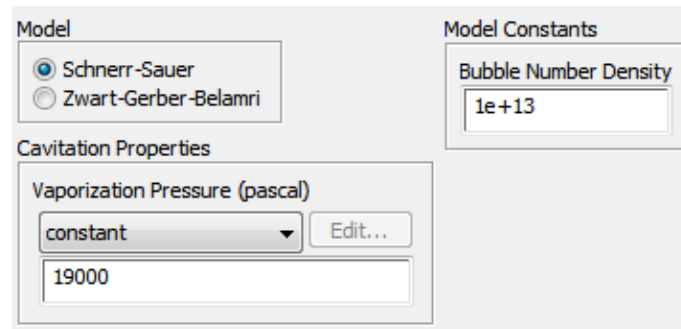 Model
Schnerr-Sauer
Zwart-Gerber-Belamri
Model Constants
Bubble Number Density
1e+13
Cavitation Properties
Vaporization Pressure (pascal)
constant
Edit...
19000